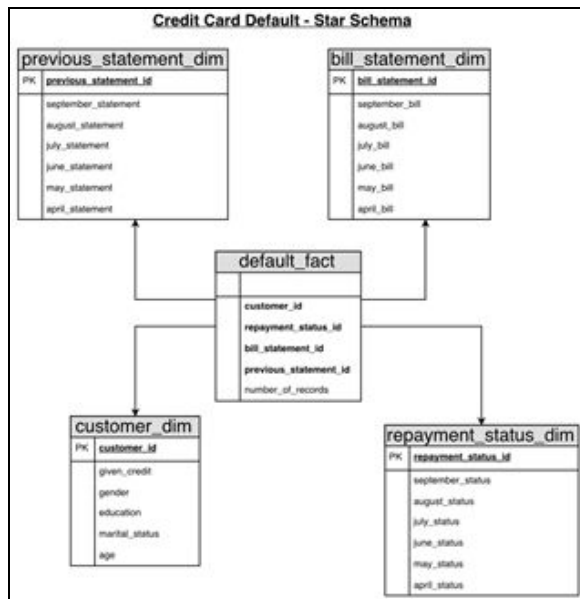 Credit Card Default - Star Schema
previous_statement_dim
PK previous_statement_id
september_statement
august_statement
july_statement
june_statement
may_statement
april_statement
bill_statement_dim
PK bill_statement_id
september_bill
august_bill
july_bill
june_bill
may_bill
april_bill
default_fact
customer_id
repayment_status_id
bill_statement_id
previous_statement_id
number_of_records
customer_dim
PK customer_id
given_credit
gender
education
marital_status
age
repayment_status_dim
PK repayment_status_id
september_status
august_status
july_status
june_status
may_status
april_status